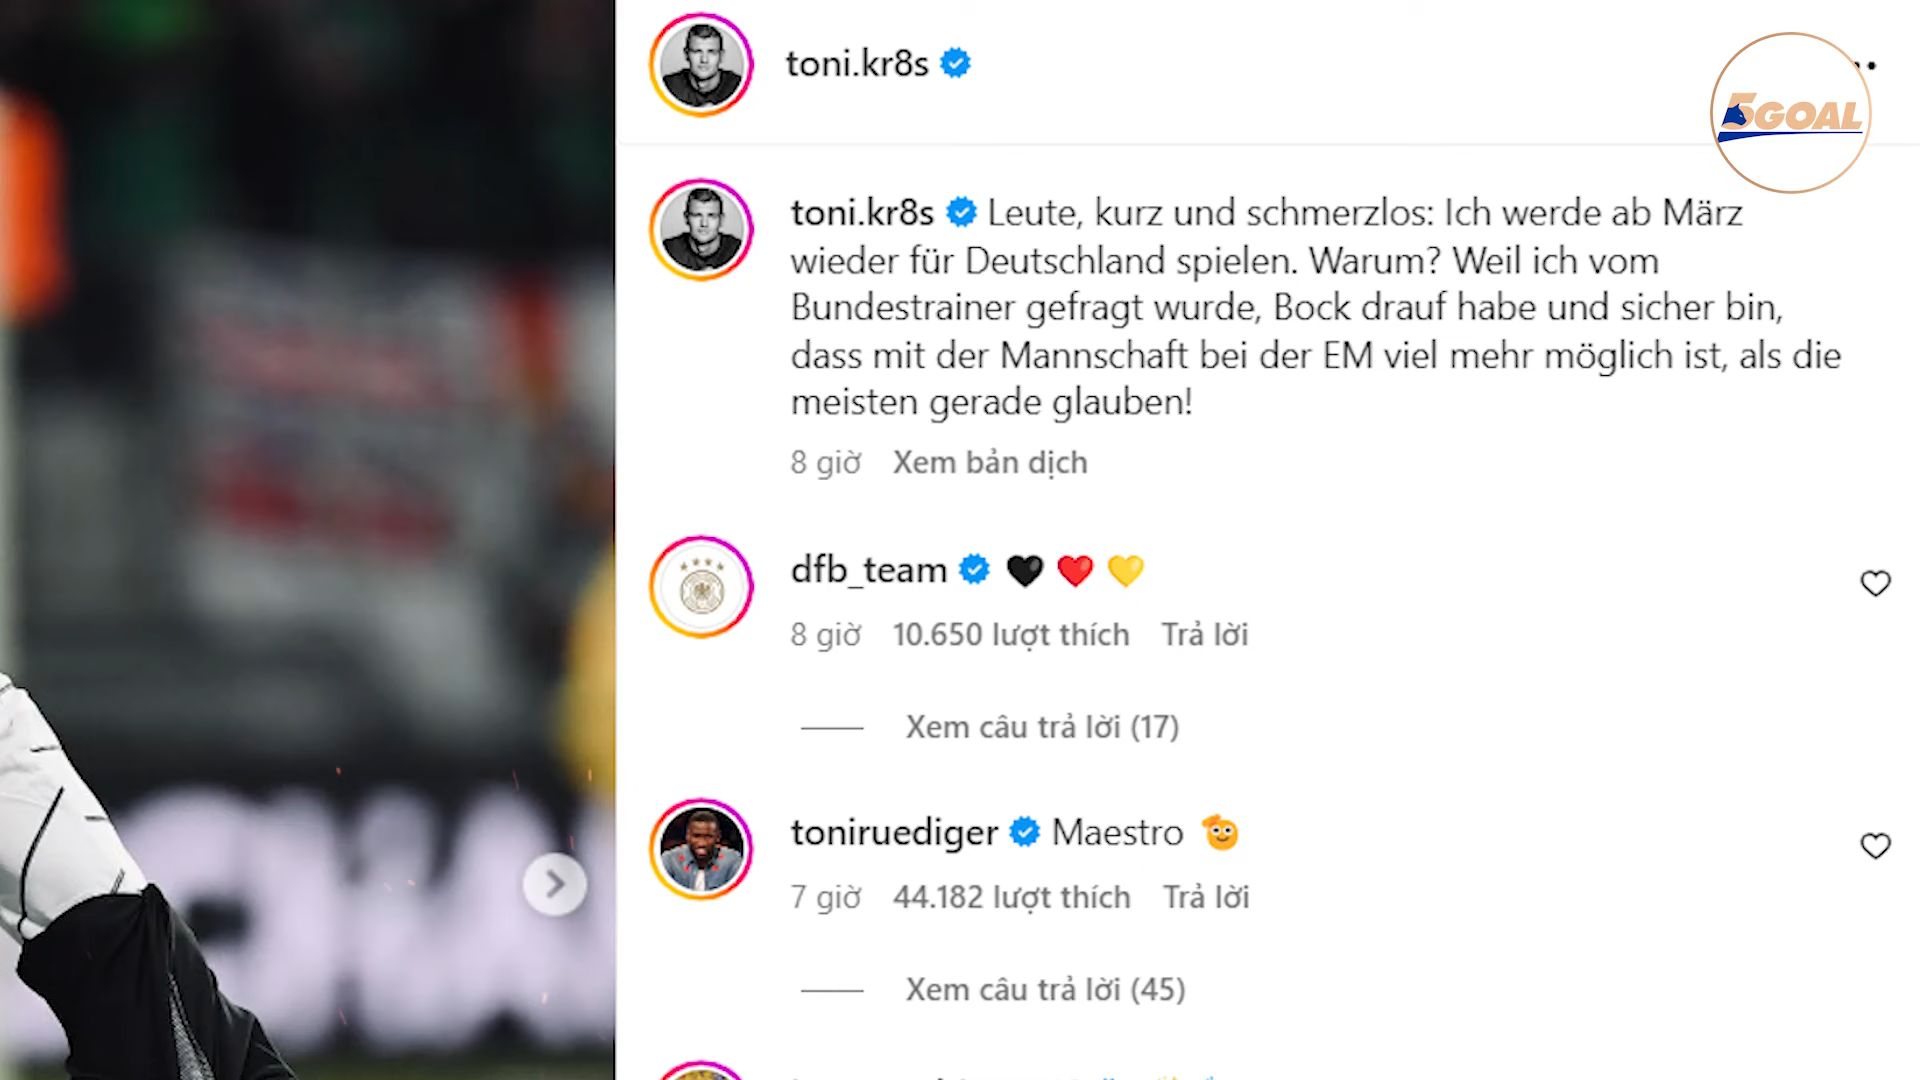 toni.kr8s
5GOAL
toni.kr8s Leute, kurz und schmerzlos: Ich werde ab März
wieder für Deutschland spielen. Warum? Weil ich vom
Bundestrainer gefragt wurde, Bock drauf habe und sicher bin,
dass mit der Mannschaft bei der EM viel mehr möglich ist, als die
meisten gerade glauben!
8 giờ Xem bản dịch
dfb_team 🖤 ❤️ 💛
8 giờ 10.650 lượt thích Trả lời
Xem câu trả lời (17)
toniruediger Maestro 🫡
7 giờ 44.182 lượt thích Trả lời
Xem câu trả lời (45)